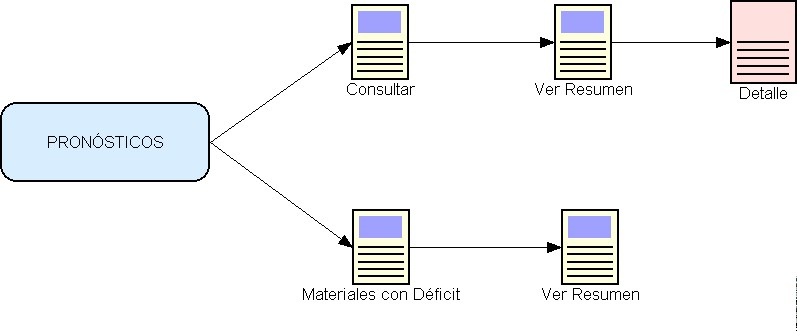 Consultar
Ver Resumen
Detalle
PRONÓSTICOS
Materiales con Déficit
Ver Resumen